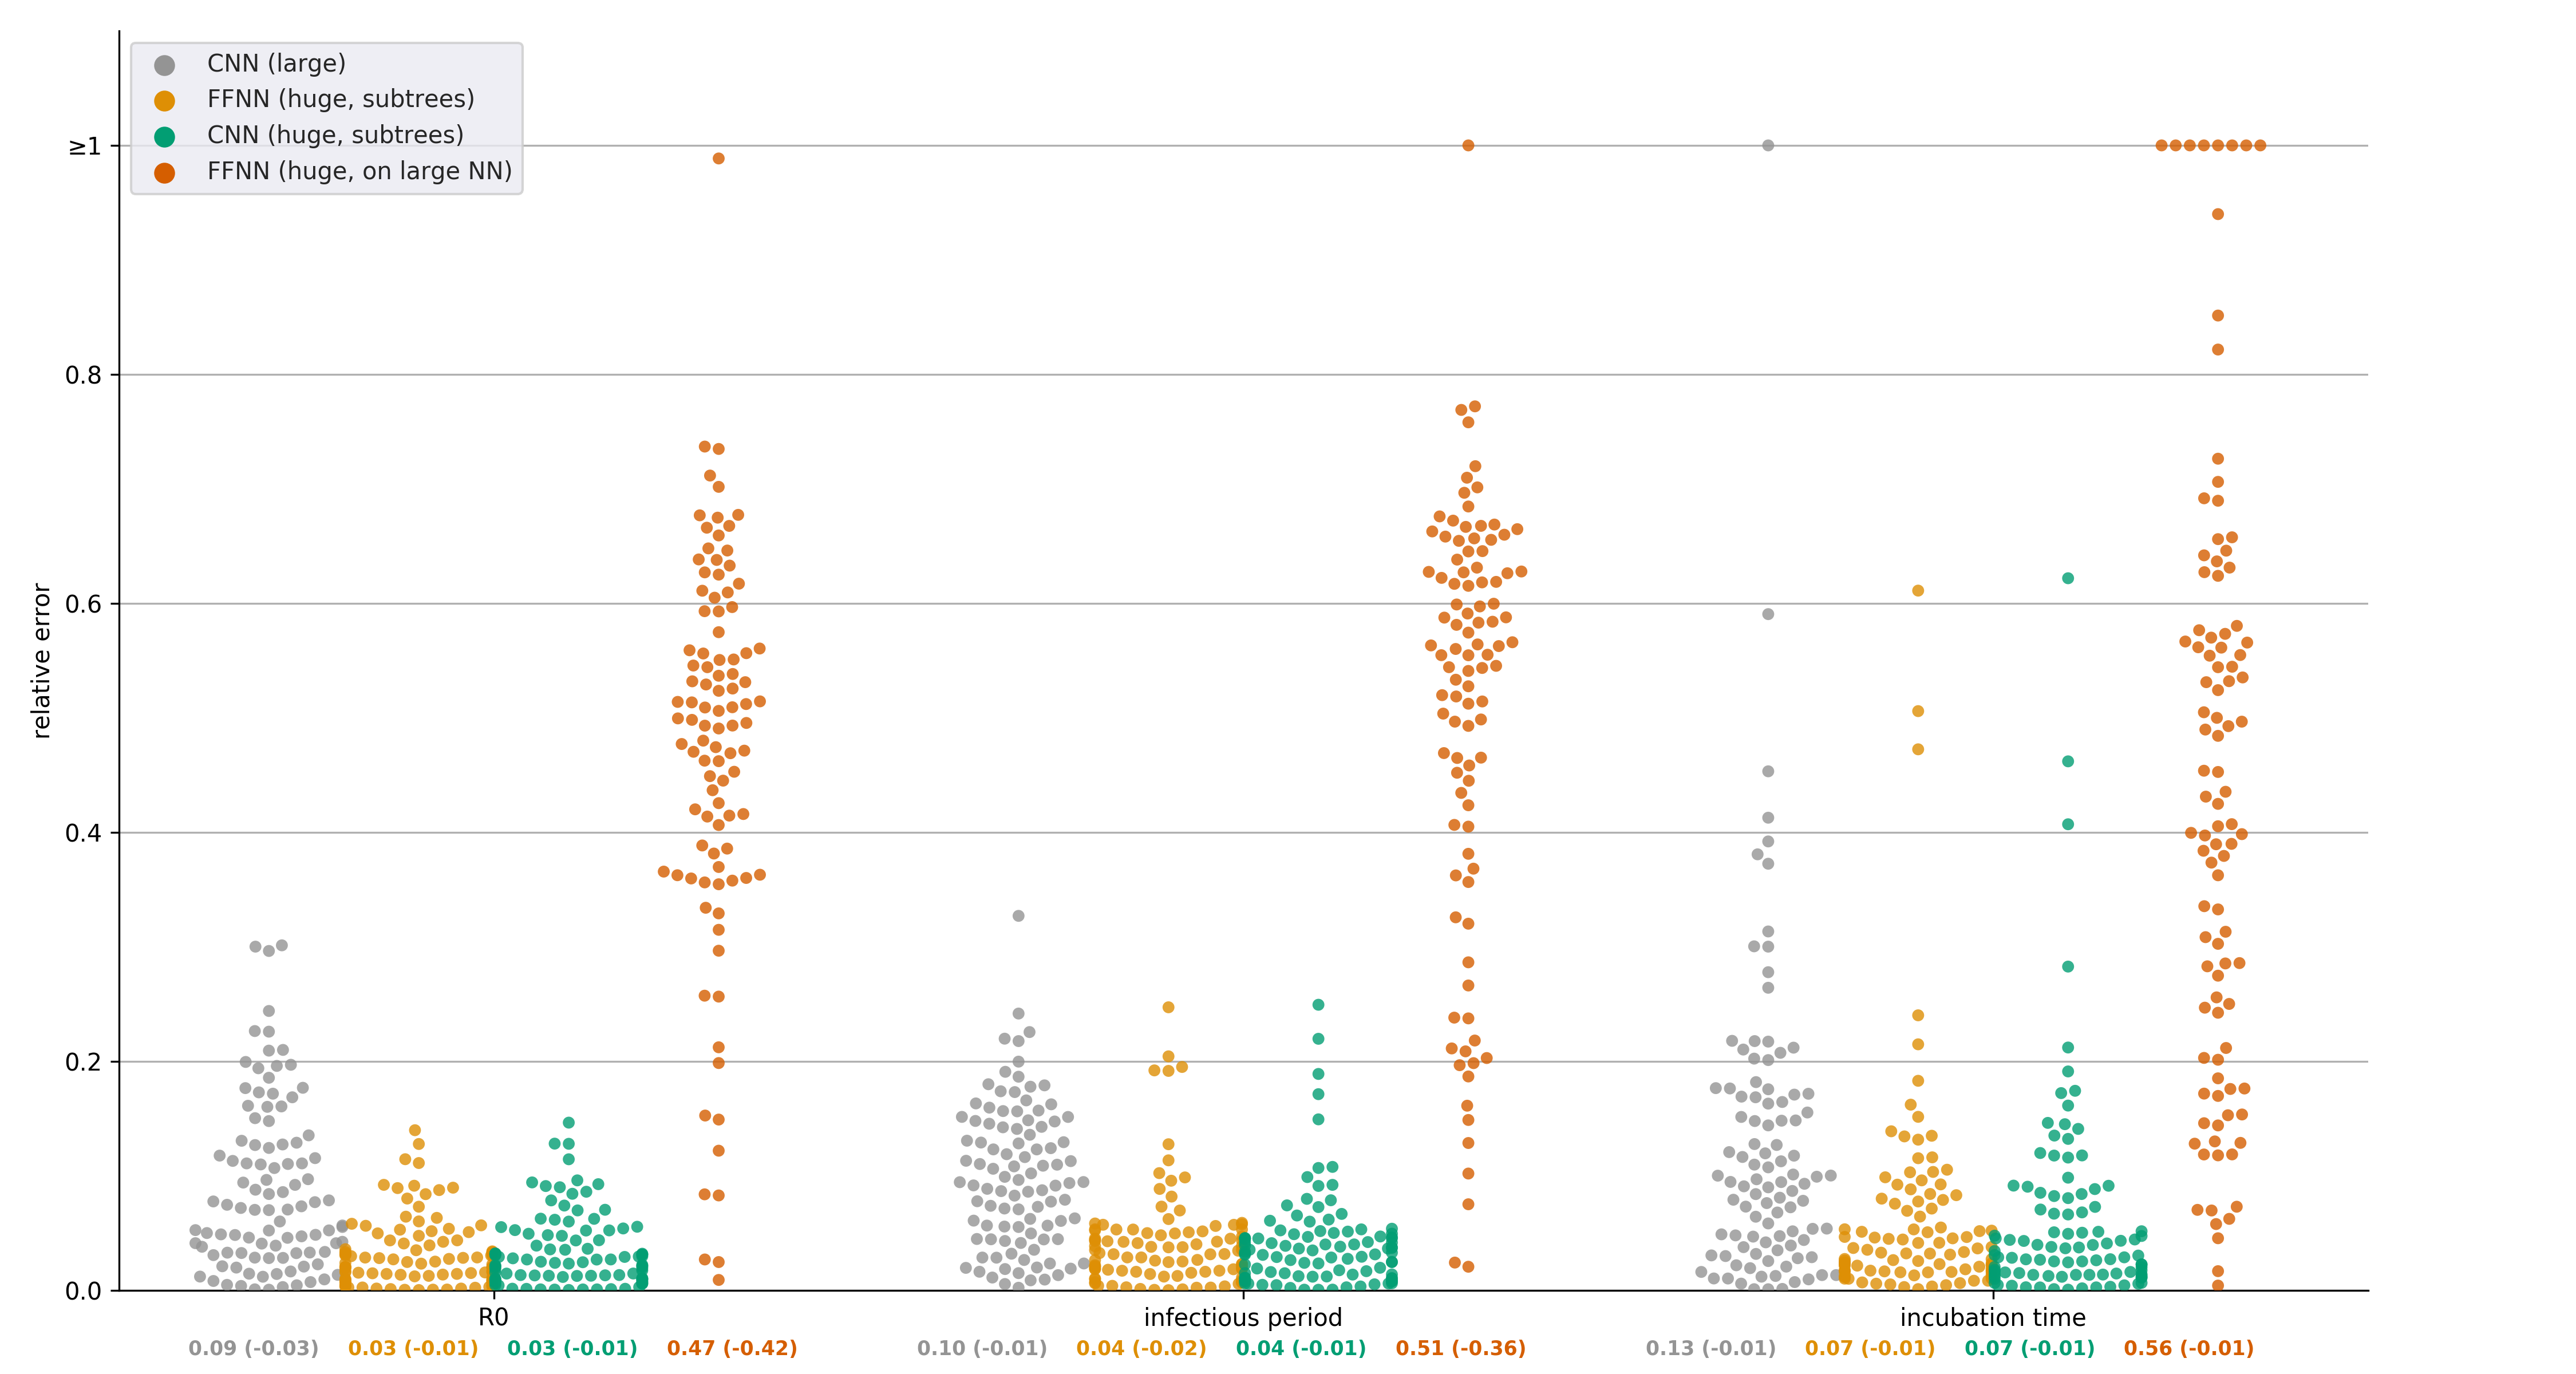 CNN (large)
FFNN (huge, subtrees)
CNN (huge, subtrees)
FFNN (huge, on large NN)
≥1
0.8
0.6
0.4
0.2
0.0
relative error
R0
infectious period
incubation time
0.09 (-0.03)
0.03 (-0.01)
0.03 (-0.01)
0.47 (-0.42)
0.10 (-0.01)
0.04 (-0.02)
0.04 (-0.01)
0.51 (-0.36)
0.13 (-0.01)
0.07 (-0.01)
0.07 (-0.01)
0.56 (-0.01)